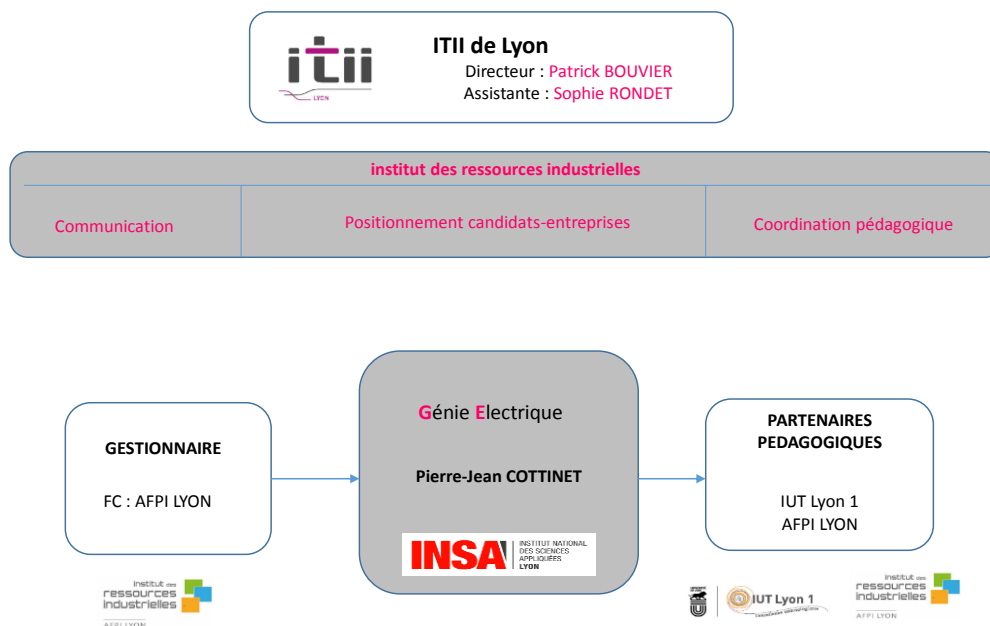 itii
LYON
ITII de Lyon
Directeur : Patrick BOUVIER
Assistante : Sophie RONDET
institut des ressources industrielles
Communication
Positionnement candidats-entreprises
Coordination pédagogique
GESTIONNAIRE
FC : AFPI LYON
Génie Electrique
Pierre-Jean COTTINET
INSA
INSTITUT NATIONAL
DES SCIENCES
APPLIQUÉES
LYON
PARTENAIRES
PEDAGOGIQUES
IUT Lyon 1
AFPI LYON
institut des
ressources
industrielles
AFPI LYON
IUT Lyon 1
institut des
ressources
industrielles
AFPI LYON